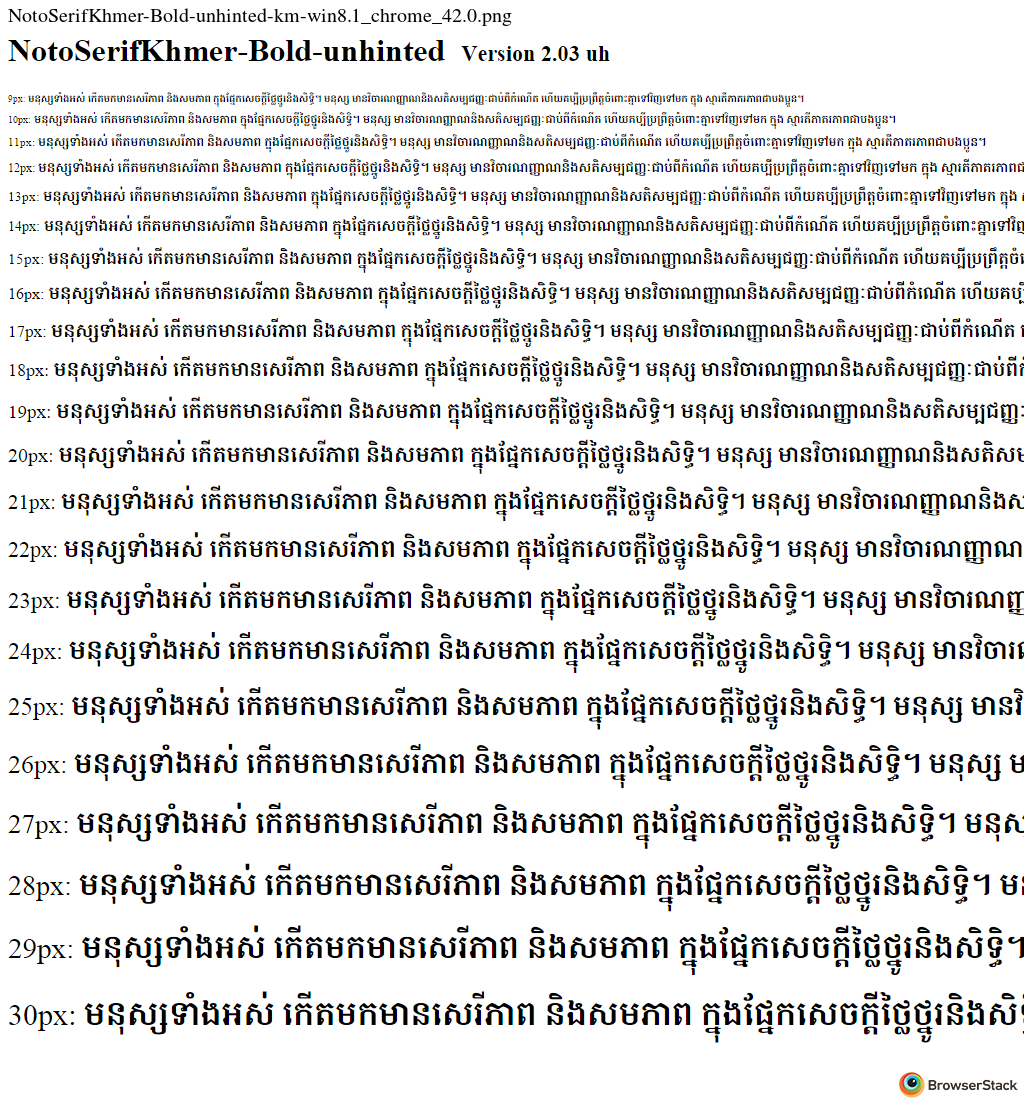 NotoSerifKhmer-Bold-unhinted-km-win8.1_chrome_42.0.png
NotoSerifKhmer-Bold-unhinted Version 2.03 uh
9px: មនុស្សទាំងអស់ កើតមកមានសេរីភាព និងសមភាព ក្នុងផ្នែកសេចក្ដីថ្លៃថ្នូរនិងសិទ្ធិ។ មនុស្ស មានវិចារណញ្ញាណនិងសតិសម្បជញ្ញៈជាប់ពីកំណើត ហើយគប្បីប្រព្រឹត្តចំពោះគ្នាទៅវិញទៅមក ក្នុង ស្មារតីភាតរភាពជាបងប្អូន។
10px: មនុស្សទាំងអស់ កើតមកមានសេរីភាព និងសមភាព ក្នុងផ្នែកសេចក្ដីថ្លៃថ្នូរនិងសិទ្ធិ។ មនុស្ស មានវិចារណញ្ញាណនិងសតិសម្បជញ្ញៈជាប់ពីកំណើត ហើយគប្បីប្រព្រឹត្តចំពោះគ្នាទៅវិញទៅមក ក្នុង ស្មារតីភាតរភាពជាបងប្អូន។
11px: មនុស្សទាំងអស់ កើតមកមានសេរីភាព និងសមភាព ក្នុងផ្នែកសេចក្ដីថ្លៃថ្នូរនិងសិទ្ធិ។ មនុស្ស មានវិចារណញ្ញាណនិងសតិសម្បជញ្ញៈជាប់ពីកំណើត ហើយគប្បីប្រព្រឹត្តចំពោះគ្នាទៅវិញទៅមក ក្នុង ស្មារតីភាតរភាពជាបងប្អូន។
12px: មនុស្សទាំងអស់ កើតមកមានសេរីភាព និងសមភាព ក្នុងផ្នែកសេចក្ដីថ្លៃថ្នូរនិងសិទ្ធិ។ មនុស្ស មានវិចារណញ្ញាណនិងសតិសម្បជញ្ញៈជាប់ពីកំណើត ហើយគប្បីប្រព្រឹត្តចំពោះគ្នាទៅវិញទៅមក ក្នុង ស្មារតីភាតរភាពជា
13px: មនុស្សទាំងអស់ កើតមកមានសេរីភាព និងសមភាព ក្នុងផ្នែកសេចក្ដីថ្លៃថ្នូរនិងសិទ្ធិ។ មនុស្ស មានវិចារណញ្ញាណនិងសតិសម្បជញ្ញៈជាប់ពីកំណើត ហើយគប្បីប្រព្រឹត្តចំពោះគ្នាទៅវិញទៅមក ក្នុង
14px: មនុស្សទាំងអស់ កើតមកមានសេរីភាព និងសមភាព ក្នុងផ្នែកសេចក្ដីថ្លៃថ្នូរនិងសិទ្ធិ។ មនុស្ស មានវិចារណញ្ញាណនិងសតិសម្បជញ្ញៈជាប់ពីកំណើត ហើយគប្បីប្រព្រឹត្តចំពោះគ្នាទៅវិញ
15px: មនុស្សទាំងអស់ កើតមកមានសេរីភាព និងសមភាព ក្នុងផ្នែកសេចក្ដីថ្លៃថ្នូរនិងសិទ្ធិ។ មនុស្ស មានវិចារណញ្ញាណនិងសតិសម្បជញ្ញៈជាប់ពីកំណើត ហើយគប្បីប្រព្រឹត្តចំ
16px: មនុស្សទាំងអស់ កើតមកមានសេរីភាព និងសមភាព ក្នុងផ្នែកសេចក្ដីថ្លៃថ្នូរនិងសិទ្ធិ។ មនុស្ស មានវិចារណញ្ញាណនិងសតិសម្បជញ្ញៈជាប់ពីកំណើត ហើយគប្បី
17px: មនុស្សទាំងអស់ កើតមកមានសេរីភាព និងសមភាព ក្នុងផ្នែកសេចក្ដីថ្លៃថ្នូរនិងសិទ្ធិ។ មនុស្ស មានវិចារណញ្ញាណនិងសតិសម្បជញ្ញៈជាប់ពីកំណើត
18px: មនុស្សទាំងអស់ កើតមកមានសេរីភាព និងសមភាព ក្នុងផ្នែកសេចក្ដីថ្លៃថ្នូរនិងសិទ្ធិ។ មនុស្ស មានវិចារណញ្ញាណនិងសតិសម្បជញ្ញៈជាប់ពី
19px: មនុស្សទាំងអស់ កើតមកមានសេរីភាព និងសមភាព ក្នុងផ្នែកសេចក្ដីថ្លៃថ្នូរនិងសិទ្ធិ។ មនុស្ស មានវិចារណញ្ញាណនិងសតិសម្បជញ្ញៈ
20px: មនុស្សទាំងអស់ កើតមកមានសេរីភាព និងសមភាព ក្នុងផ្នែកសេចក្ដីថ្លៃថ្នូរនិងសិទ្ធិ។ មនុស្ស មានវិចារណញ្ញាណនិងសតិសម
21px: មនុស្សទាំងអស់ កើតមកមានសេរីភាព និងសមភាព ក្នុងផ្នែកសេចក្ដីថ្លៃថ្នូរនិងសិទ្ធិ។ មនុស្ស មានវិចារណញ្ញាណនិងស
22px: មនុស្សទាំងអស់ កើតមកមានសេរីភាព និងសមភាព ក្នុងផ្នែកសេចក្ដីថ្លៃថ្នូរនិងសិទ្ធិ។ មនុស្ស មានវិចារណញ្ញាណ
23px: មនុស្សទាំងអស់ កើតមកមានសេរីភាព និងសមភាព ក្នុងផ្នែកសេចក្ដីថ្លៃថ្នូរនិងសិទ្ធិ។ មនុស្ស មានវិចារណញ្ញ
24px: មនុស្សទាំងអស់ កើតមកមានសេរីភាព និងសមភាព ក្នុងផ្នែកសេចក្ដីថ្លៃថ្នូរនិងសិទ្ធិ។ មនុស្ស មានវិចារ
25px: មនុស្សទាំងអស់ កើតមកមានសេរីភាព និងសមភាព ក្នុងផ្នែកសេចក្ដីថ្លៃថ្នូរនិងសិទ្ធិ។ មនុស្ស មានវិ
26px: មនុស្សទាំងអស់ កើតមកមានសេរីភាព និងសមភាព ក្នុងផ្នែកសេចក្ដីថ្លៃថ្នូរនិងសិទ្ធិ។ មនុស្ស ម
27px: មនុស្សទាំងអស់ កើតមកមានសេរីភាព និងសមភាព ក្នុងផ្នែកសេចក្ដីថ្លៃថ្នូរនិងសិទ្ធិ។ មនុស
28px: មនុស្សទាំងអស់ កើតមកមានសេរីភាព និងសមភាព ក្នុងផ្នែកសេចក្ដីថ្លៃថ្នូរនិងសិទ្ធិ។ មន
29px: មនុស្សទាំងអស់ កើតមកមានសេរីភាព និងសមភាព ក្នុងផ្នែកសេចក្ដីថ្លៃថ្នូរនិងសិទ្ធិ។
30px: មនុស្សទាំងអស់ កើតមកមានសេរីភាព និងសមភាព ក្នុងផ្នែកសេចក្ដីថ្លៃថ្នូរនិងសិ
BrowserStack